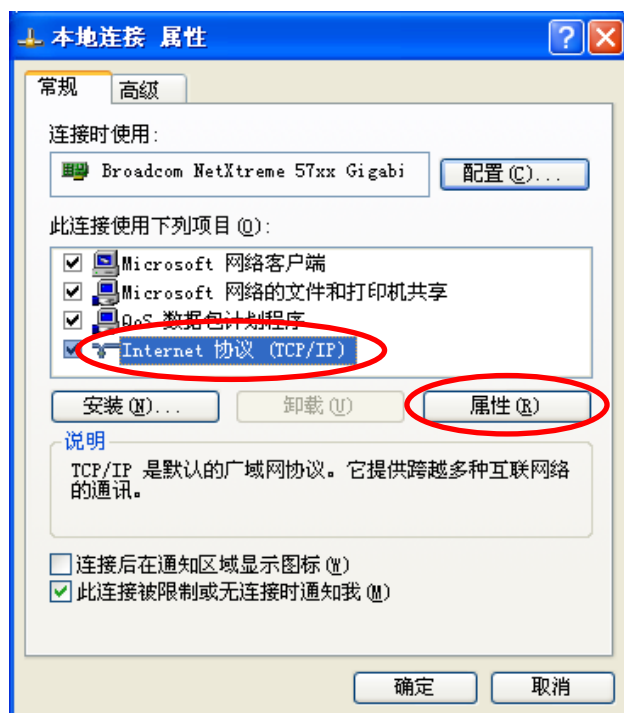 本地连接 属性
常规 高级
连接时使用:
Broadcom NetXtreme 57xx Gigabi 配置(C)...
此连接使用下列项目(O):
Microsoft 网络客户端
Microsoft 网络的文件和打印机共享
QoS 数据包计划程序
Internet 协议 (TCP/IP)
安装(N)... 卸载(U) 属性(R)
说明
TCP/IP 是默认的广域网协议。它提供跨越多种互联网络
的通讯。
连接后在通知区域显示图标(W)
此连接被限制或无连接时通知我(M)
确定 取消